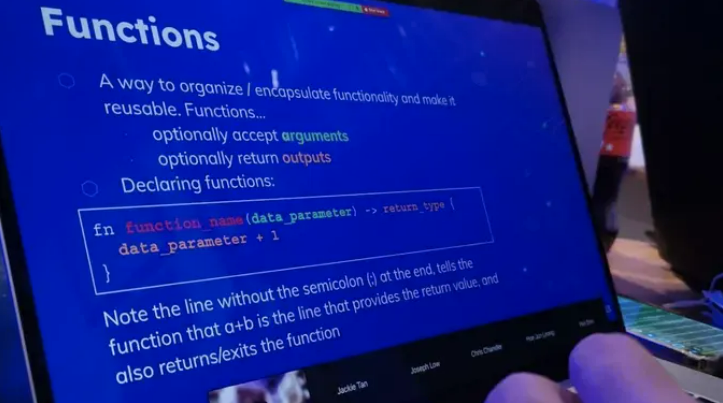 Functions
A way to organize / encapsulate functionality and make it
reusable. Functions...
optionally accept arguments
optionally return outputs
Declaring functions:
fn function_name(data_parameter) -> return_type {
data_parameter + 1
}
Note the line without the semicolon (;) at the end, tells the
function that a+b is the line that provides the return value, and
also returns/exits the function
Jackie Tan
Joseph Low
Chris Chandler